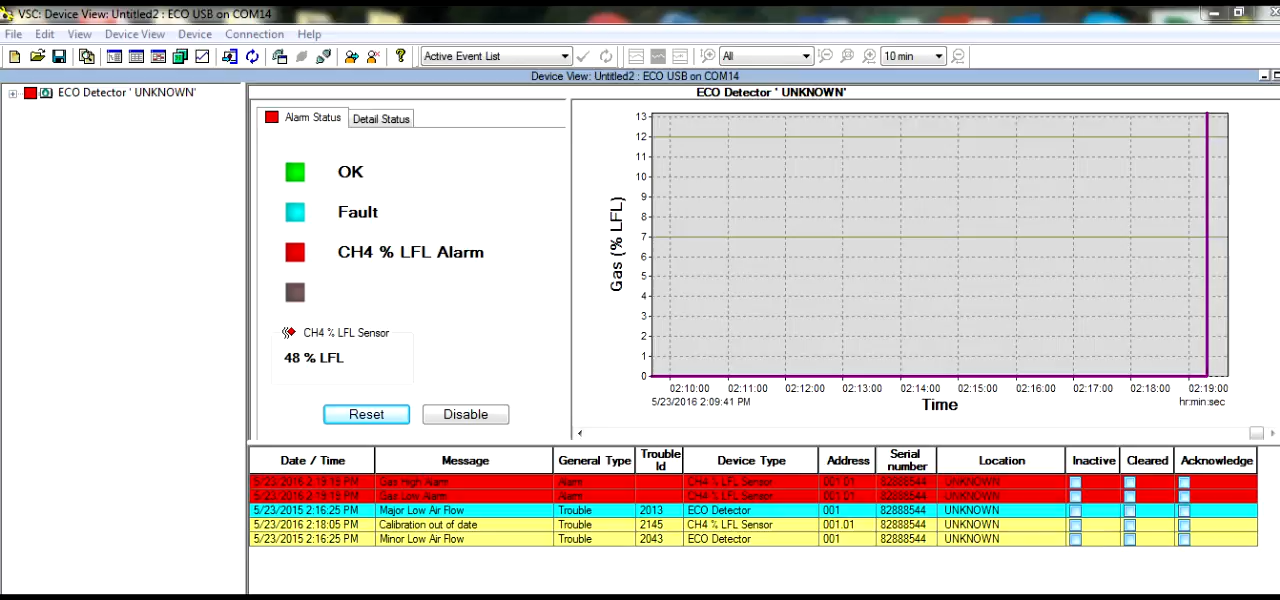 VSC: Device View: Untitled2 : ECO USB on COM14
File Edit View Device View Device Connection Help
Active Event List All 10 min
Device View: Untitled2 : ECO USB on COM14
ECO Detector ' UNKNOWN'
ECO Detector ' UNKNOWN'
Alarm Status Detail Status
OK
Fault
CH4 % LFL Alarm
CH4 % LFL Sensor
48 % LFL
Reset Disable
Gas (% LFL)
13
12
11
10
9
8
7
6
5
4
3
2
1
0
02:10:00 02:11:00 02:12:00 02:13:00 02:14:00 02:15:00 02:16:00 02:17:00 02:18:00 02:19:00
5/23/2016 2:09:41 PM Time hr:min:sec
Date / Time Message General Type Trouble Id Device Type Address Serial number Location Inactive Cleared Acknowledge
5/23/2016 2:19:15 PM Gas High Alarm Alarm CH4 % LFL Sensor 001.01 82888544 UNKNOWN
5/23/2016 2:19:15 PM Gas Low Alarm Alarm CH4 % LFL Sensor 001.01 82888544 UNKNOWN
5/23/2015 2:16:25 PM Major Low Air Flow Trouble 2013 ECO Detector 001 82888544 UNKNOWN
5/23/2016 2:18:05 PM Calibration out of date Trouble 2145 CH4 % LFL Sensor 001.01 82888544 UNKNOWN
5/23/2015 2:16:25 PM Minor Low Air Flow Trouble 2043 ECO Detector 001 82888544 UNKNOWN